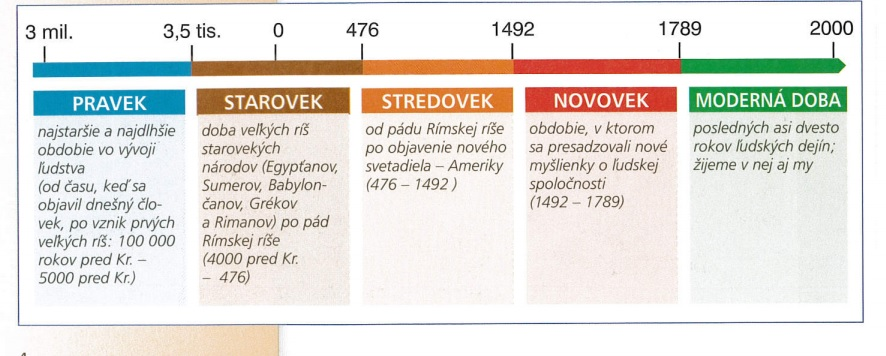 3 mil. 3,5 tis. 0 476 1492 1789 2000
PRAVEK
najstaršie a najdlhšie
obdobie vo vývoji
ľudstva
(od času, keď sa
objavil dnešný člo-
vek, po vznik prvých
veľkých ríš: 100 000
rokov pred Kr. –
5000 pred Kr.)
STAROVEK
doba veľkých ríš
starovekých
národov (Egypťanov,
Sumerov, Babylon-
čanov, Grékov
a Rimanov) po pád
Rímskej ríše
(4000 pred Kr.
– 476)
STREDOVEK
od pádu Rímskej ríše
po objavenie nového
svetadiela – Ameriky
(476 – 1492 )
NOVOVEK
obdobie, v ktorom
sa presadzovali nové
myšlienky o ľudskej
spoločnosti
(1492 – 1789)
MODERNÁ DOBA
posledných asi dvesto
rokov ľudských dejín;
žijeme v nej aj my